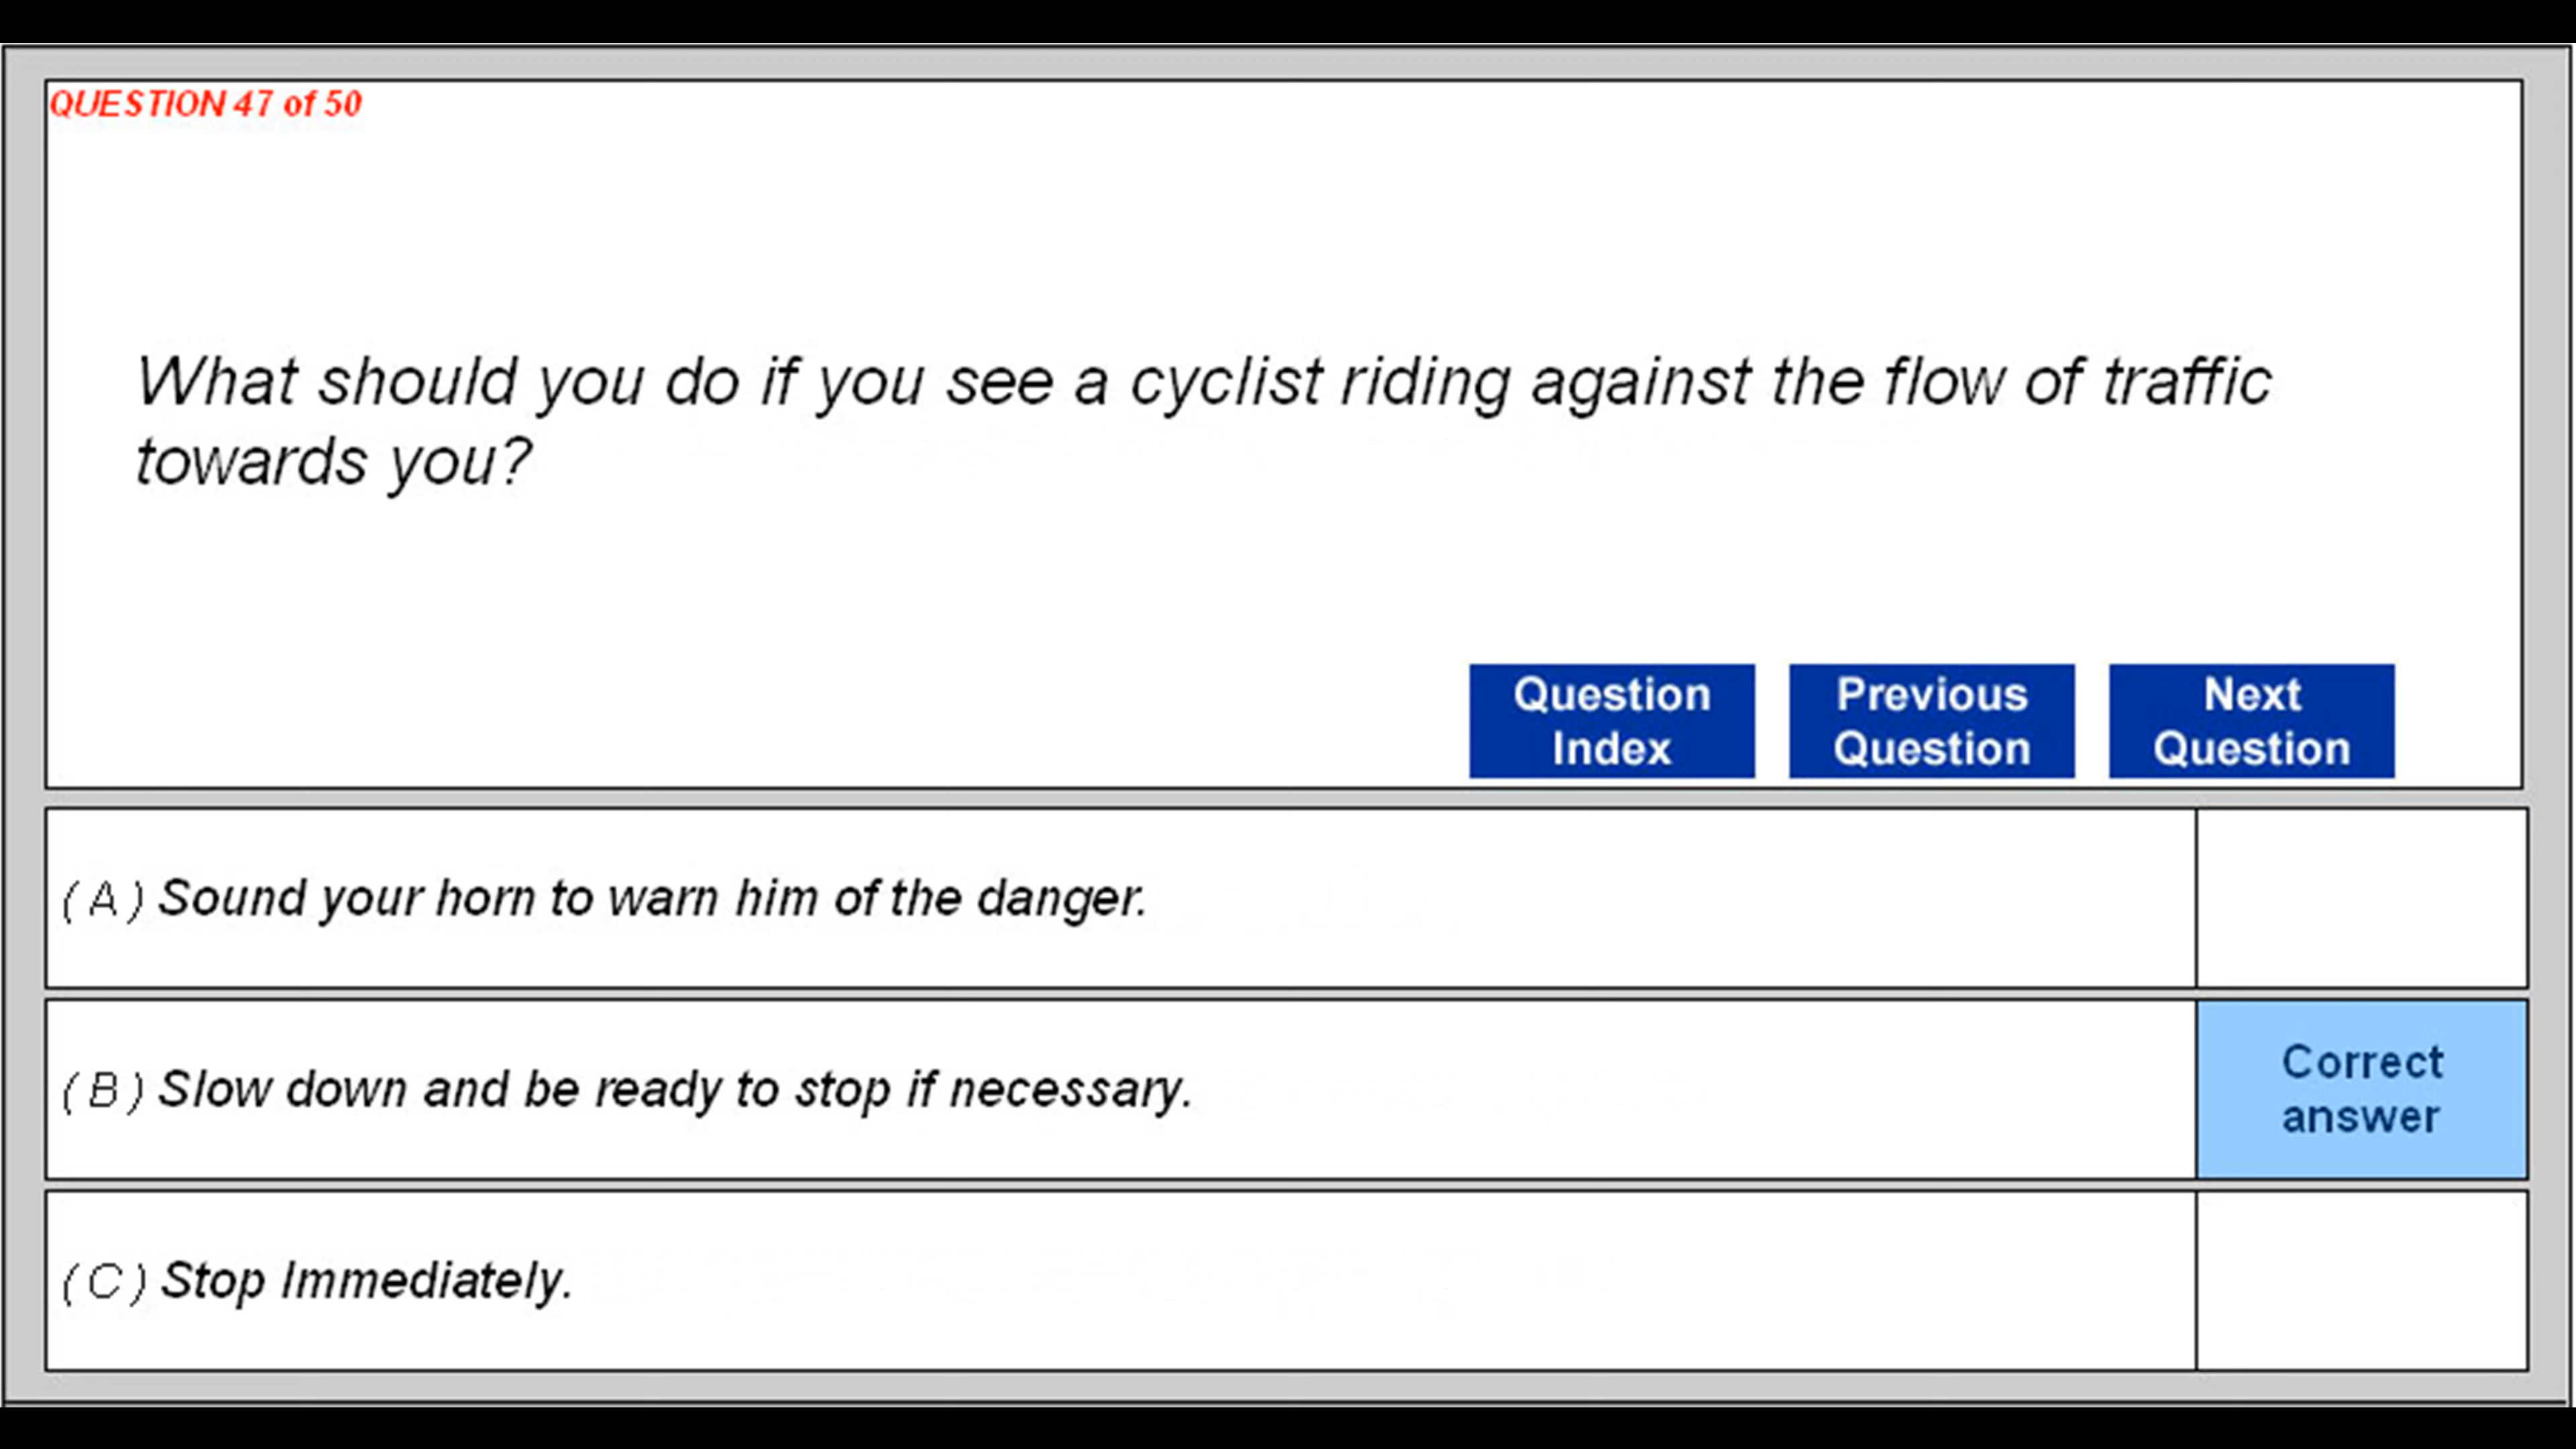 QUESTION 47 of 50
What should you do if you see a cyclist riding against the flow of traffic
towards you?
Question
Index
Previous
Question
Next
Question
(A) Sound your horn to warn him of the danger.
(B) Slow down and be ready to stop if necessary.
Correct
answer
(C) Stop Immediately.